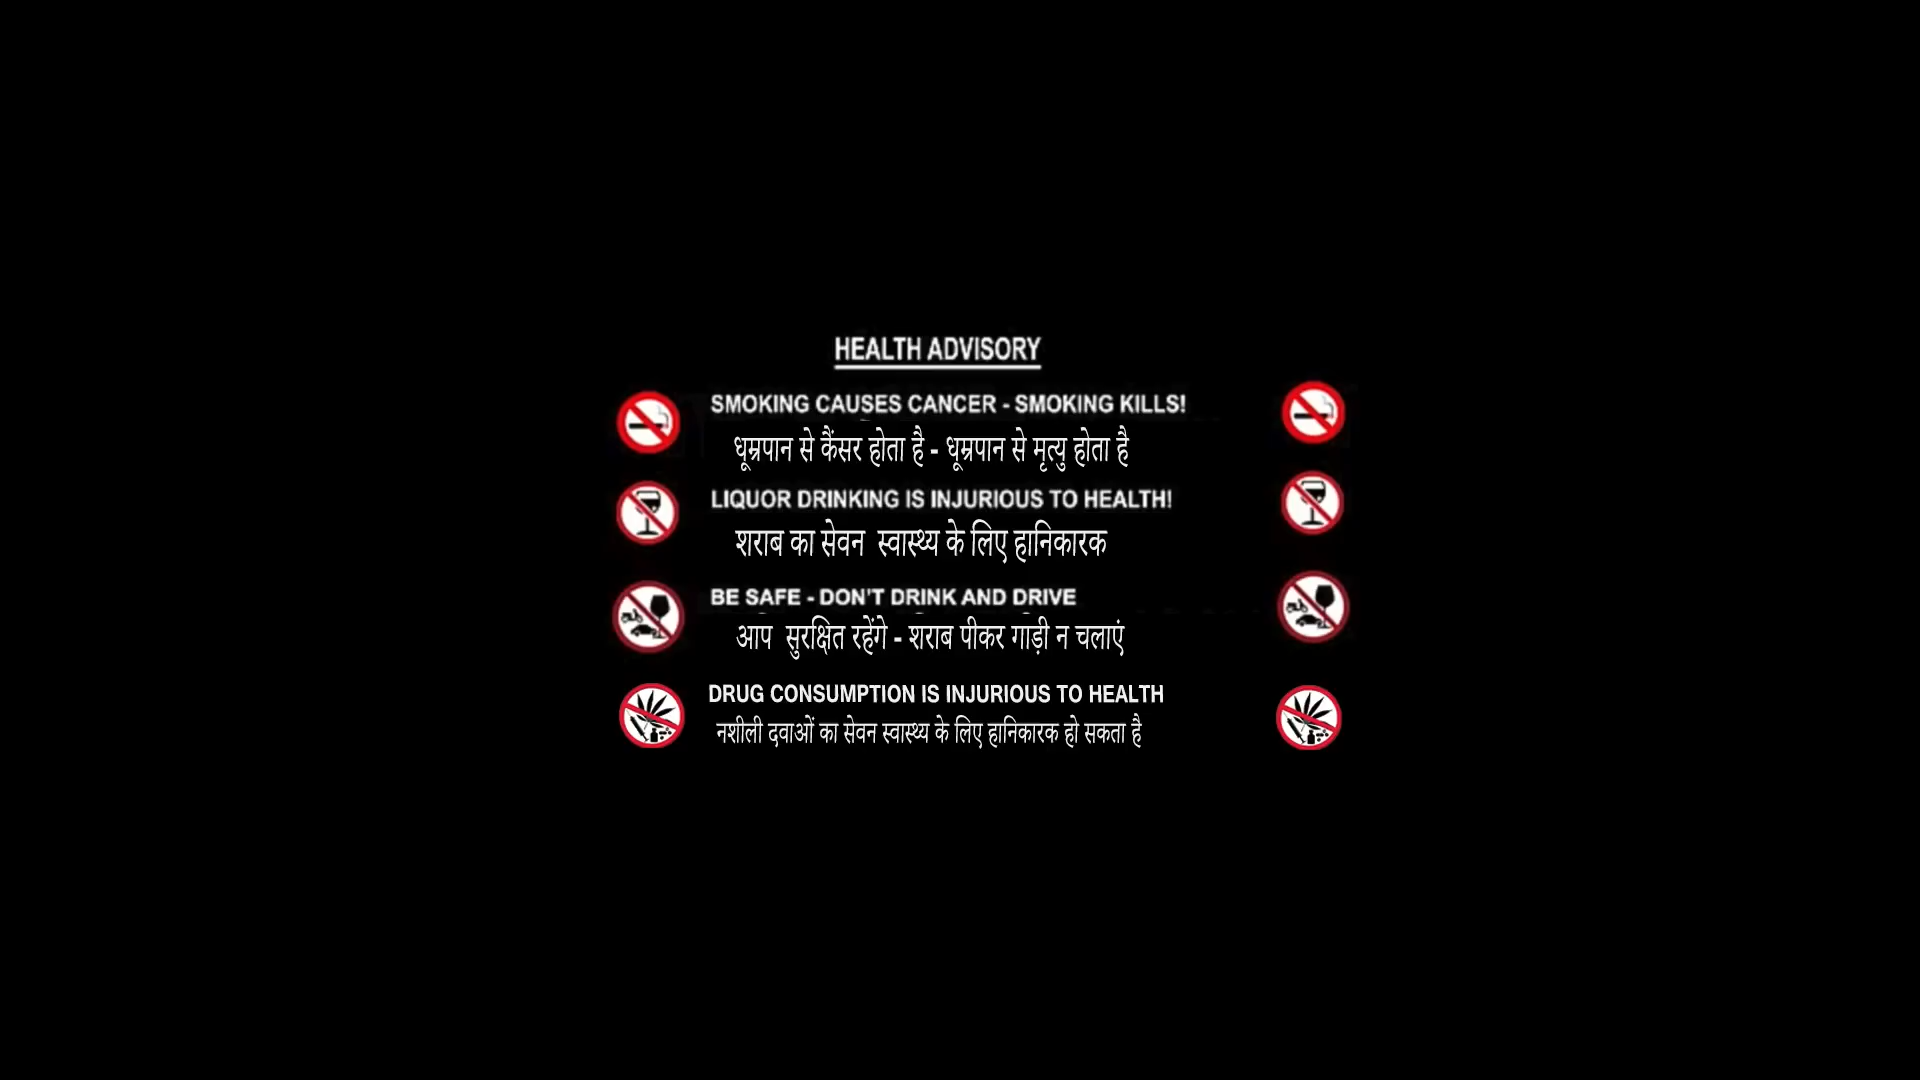 HEALTH ADVISORY
SMOKING CAUSES CANCER - SMOKING KILLS!
धूम्रपान से कैंसर होता है - धूम्रपान से मृत्यु होता है
LIQUOR DRINKING IS INJURIOUS TO HEALTH!
शराब का सेवन स्वास्थ्य के लिए हानिकारक
BE SAFE - DON'T DRINK AND DRIVE
आप सुरक्षित रहेंगे - शराब पीकर गाड़ी न चलाएं
DRUG CONSUMPTION IS INJURIOUS TO HEALTH
नशीली दवाओं का सेवन स्वास्थ्य के लिए हानिकारक हो सकता है